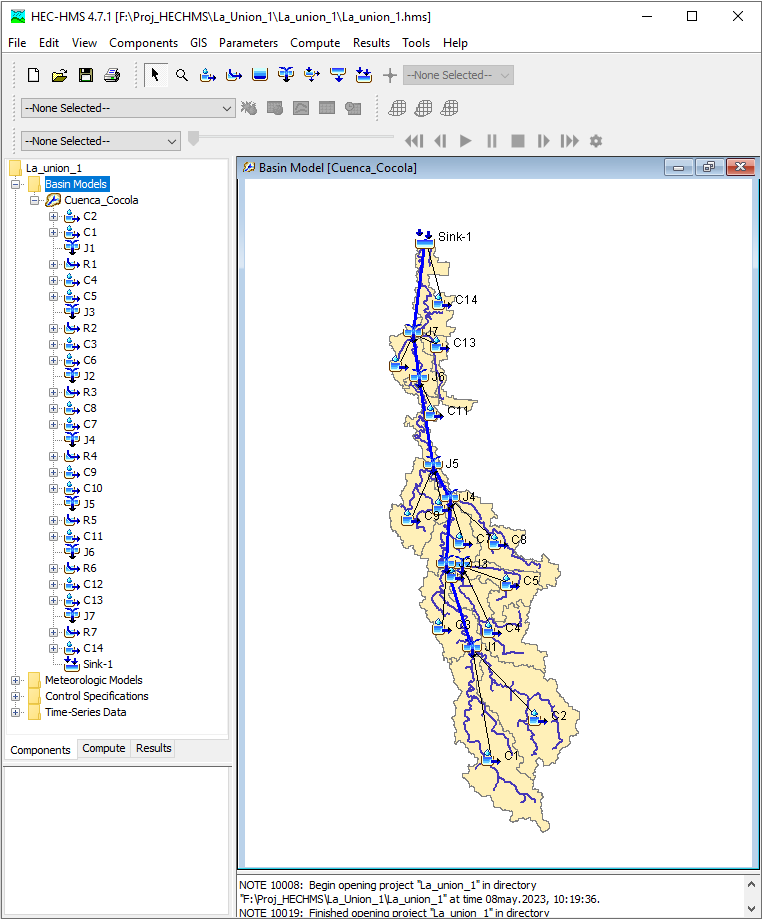 HEC-HMS 4.7.1 [F:\Proj_HECHMS\La_Union_1\La_union_1\La_union_1.hms]
File Edit View Components GIS Parameters Compute Results Tools Help
--None Selected--
--None Selected--
--None Selected--
La_union_1
Basin Models
Cuenca_Cocola
C2
C1
J1
R1
C4
C5
J3
R2
C3
C6
J2
R3
C8
C7
J4
R4
C9
C10
J5
R5
C11
J6
R6
C12
C13
J7
R7
C14
Sink-1
Meteorologic Models
Control Specifications
Time-Series Data
Components Compute Results
Basin Model [Cuenca_Cocola]
Sink-1
C14
J7
C13
J6
C11
J5
J4
C9
C7
C8
J3
C5
C3
C4
J1
C2
C1
NOTE 10008: Begin opening project "La_union_1" in directory
"F:\Proj_HECHMS\La_Union_1\La_union_1" at time 08may.2023, 10:19:36.
NOTE 10019: Finished opening project "La_union_1" in directory